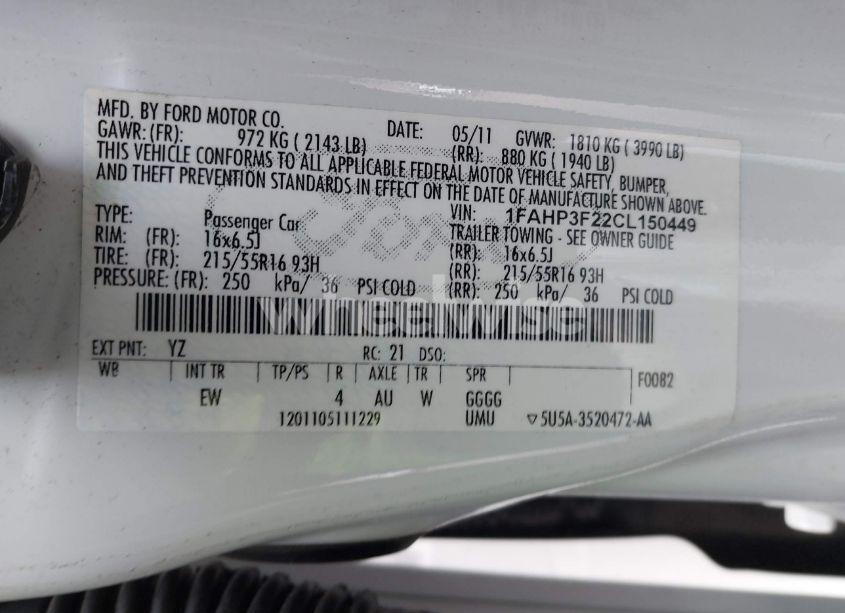 MFD. BY FORD MOTOR CO.
DATE: 05/11 GVWR: 1810 KG ( 3990 LB)
GAWR: (FR): 972 KG ( 2143 LB) (RR): 880 KG ( 1940 LB)
THIS VEHICLE CONFORMS TO ALL APPLICABLE FEDERAL MOTOR VEHICLE SAFETY, BUMPER,
AND THEFT PREVENTION STANDARDS IN EFFECT ON THE DATE OF MANUFACTURE SHOWN ABOVE.
VIN: 1FAHP3F22CL150449
TYPE: Passenger Car TRAILER TOWING - SEE OWNER GUIDE
RIM: (FR): 16x6.5J (RR): 16x6.5J
TIRE: (FR): 215/55R16 93H (RR): 215/55R16 93H
PRESSURE: (FR): 250 kPa/ 36 PSI COLD (RR): 250 kPa/ 36 PSI COLD
wheelwise
EXT PNT: YZ RC: 21 DSO:
WB INT TR TP/PS R AXLE TR SPR F0082
EW 4 AU W GGGG
1201105111229 UMU ▽5U5A-3520472-AA